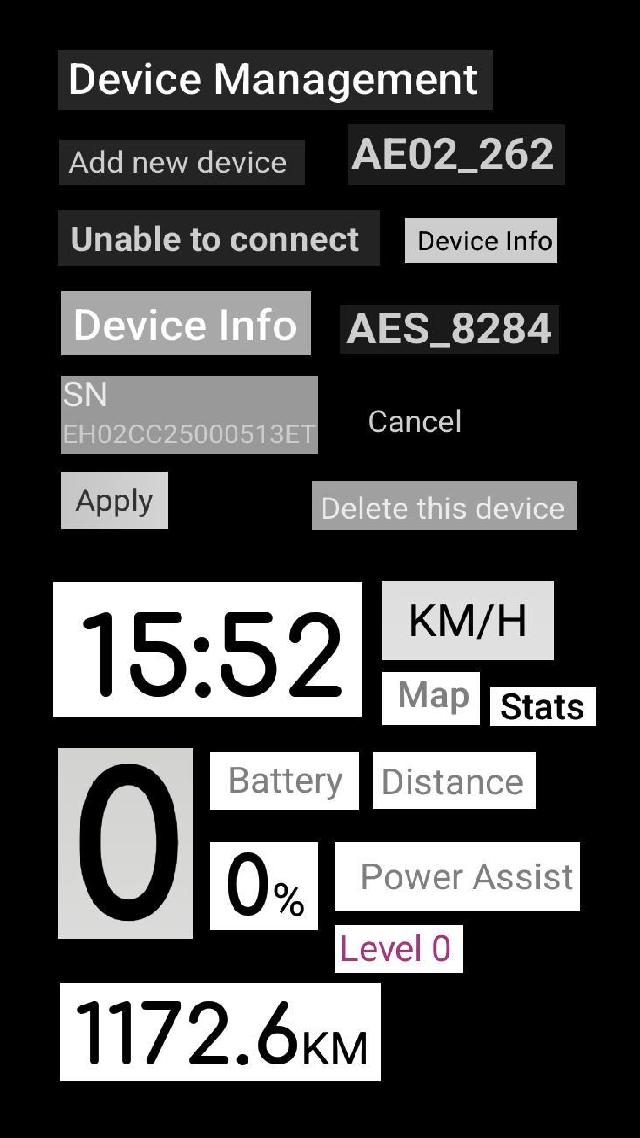 Device Management
Add new device
AE02_262
Unable to connect
Device Info
Device Info
AES_8284
SN
EH02CC25000513ET
Cancel
Apply
Delete this device
15:52
KM/H
Map
Stats
0
Battery
Distance
0%
Power Assist
Level 0
1172.6KM